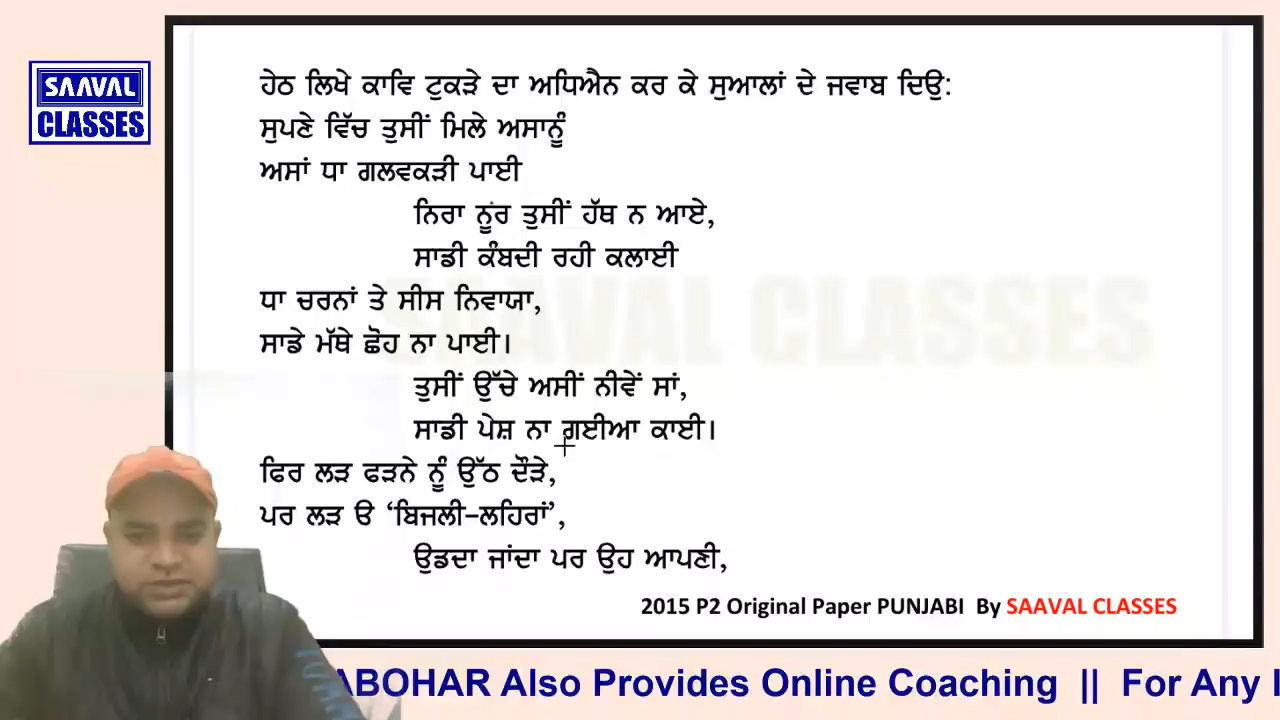 SAAVAL
CLASSES
ਹੇਠ ਲਿਖੇ ਕਾਵਿ ਟੁਕੜੇ ਦਾ ਅਧਿਐਨ ਕਰ ਕੇ ਸੁਆਲਾਂ ਦੇ ਜਵਾਬ ਦਿਉ:
ਸੁਪਣੇ ਵਿੱਚ ਤੁਸੀਂ ਮਿਲੇ ਅਸਾਨੂੰ
ਅਸਾਂ ਧਾ ਗਲਵਕੜੀ ਪਾਈ
ਨਿਰਾ ਨੂਰ ਤੁਸੀਂ ਹੱਥ ਨ ਆਏ,
ਸਾਡੀ ਕੰਬਦੀ ਰਹੀ ਕਲਾਈ
ਧਾ ਚਰਨਾਂ ਤੇ ਸੀਸ ਨਿਵਾਯਾ,
ਸਾਡੇ ਮੱਥੇ ਛੋਹ ਨਾ ਪਾਈ।
ਤੁਸੀਂ ਉੱਚੇ ਅਸੀਂ ਨੀਵੇਂ ਸਾਂ,
ਸਾਡੀ ਪੇਸ਼ ਨਾ ਗਈਆ ਕਾਈ।
ਫਿਰ ਲੜ ਫੜਨੇ ਨੂੰ ਉੱਠ ਦੌੜੇ,
ਪਰ ਲੜ ੳ ‘ਬਿਜਲੀ-ਲਹਿਰਾਂ’,
ਉਡਦਾ ਜਾਂਦਾ ਪਰ ਉਹ ਆਪਣੀ,
SAAVAL CLASSES
2015 P2 Original Paper PUNJABI By SAAVAL CLASSES
ABOHAR Also Provides Online Coaching || For Any